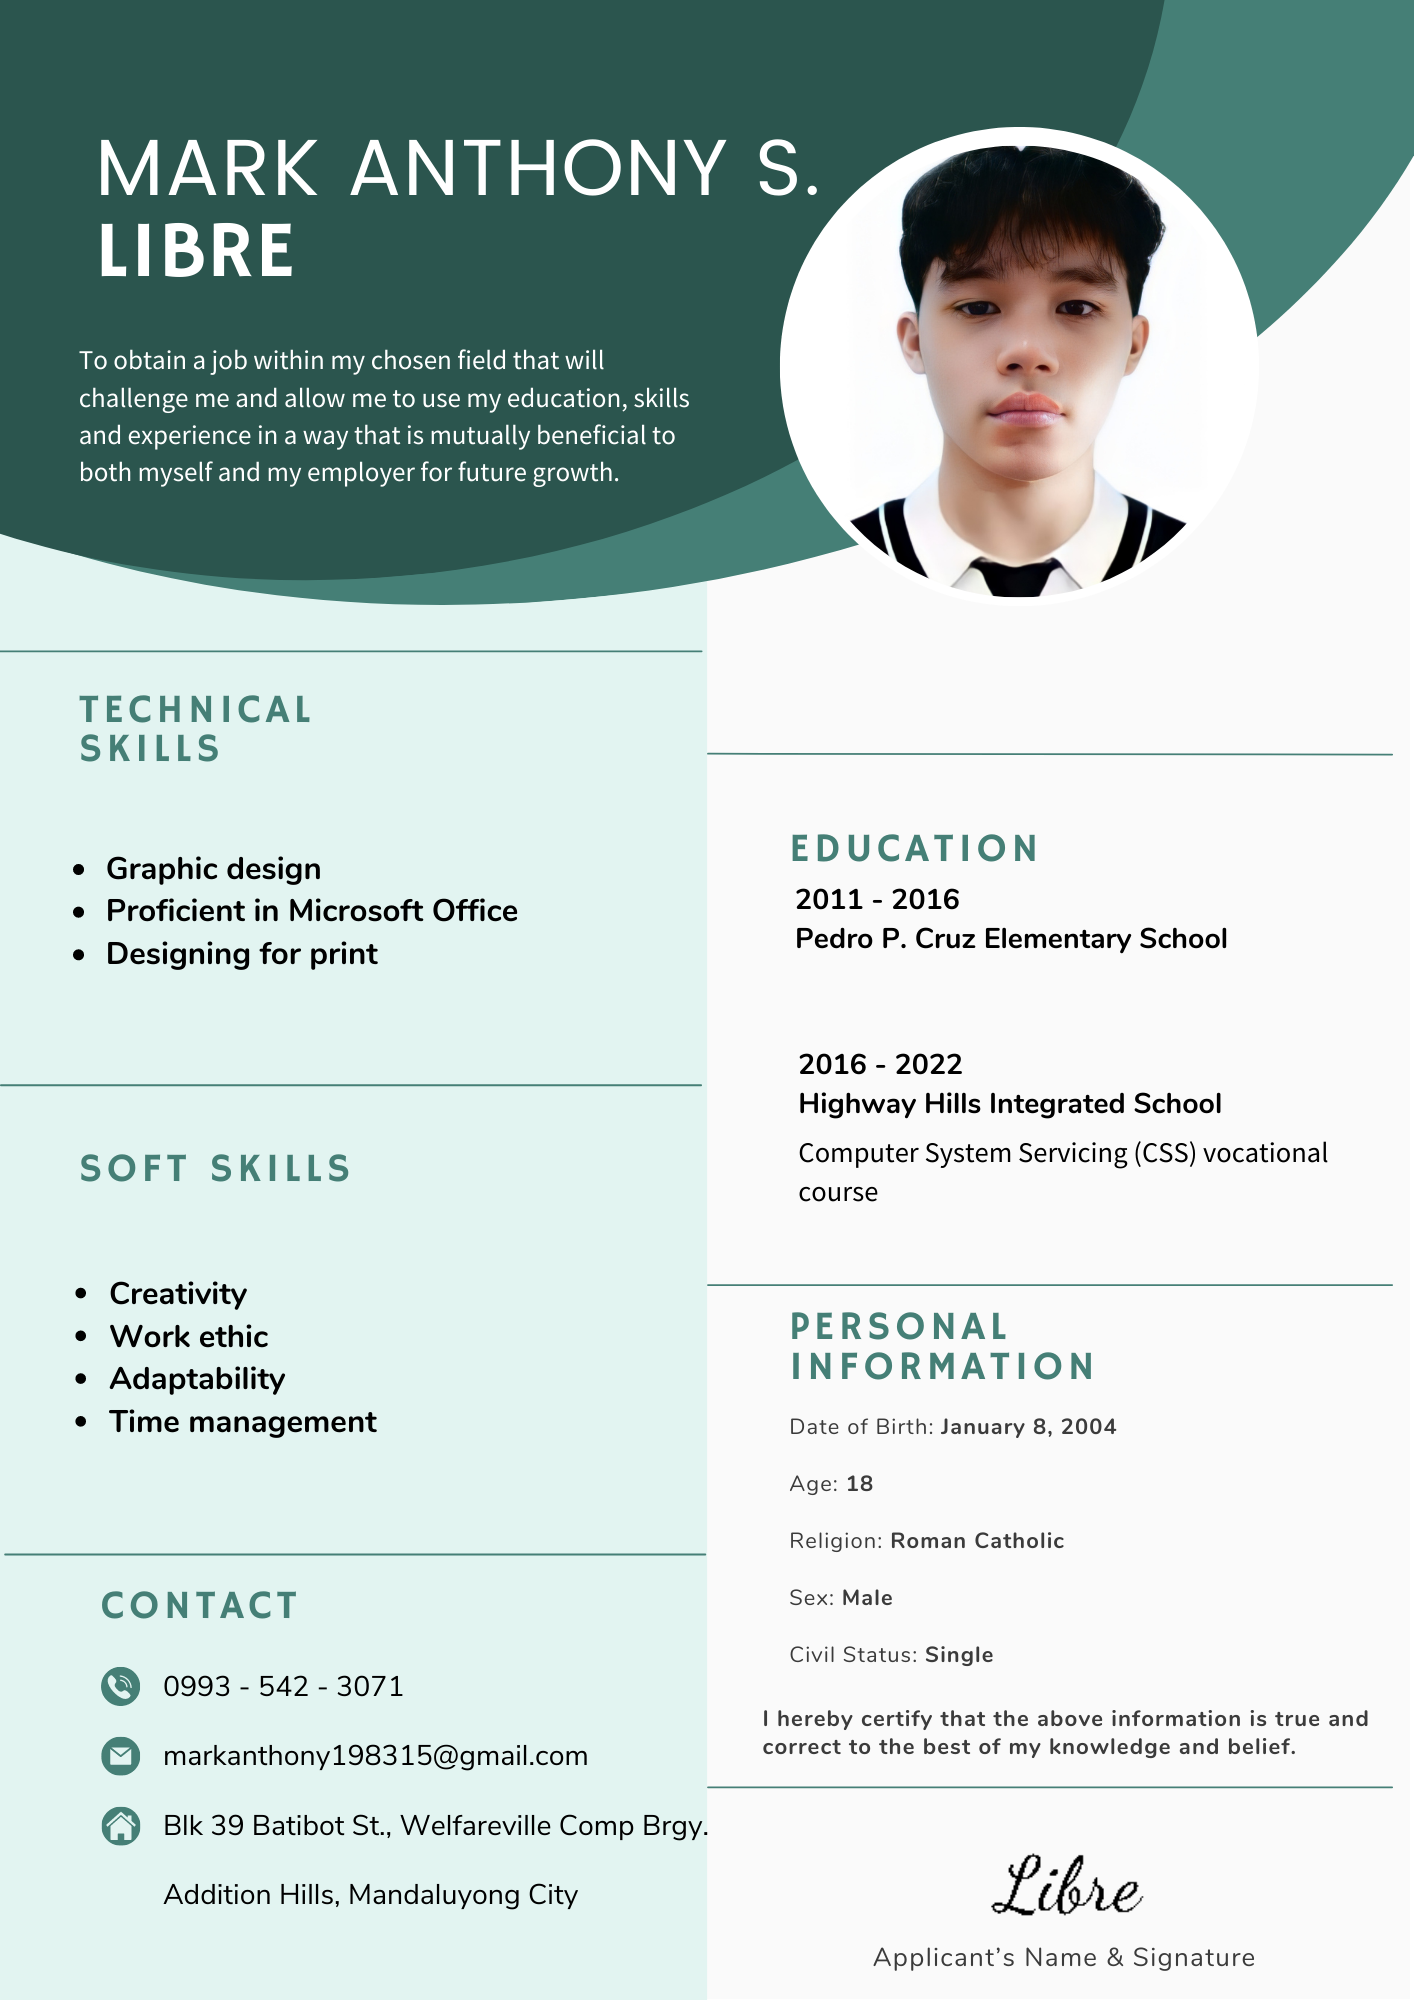 MARK ANTHONY S.
LIBRE
To obtain a job within my chosen field that will
challenge me and allow me to use my education, skills
and experience in a way that is mutually beneficial to
both myself and my employer for future growth.
TECHNICAL
SKILLS
• Graphic design
• Proficient in Microsoft Office
• Designing for print
SOFT SKILLS
• Creativity
• Work ethic
• Adaptability
• Time management
CONTACT
0993 - 542 - 3071
markanthony198315@gmail.com
Blk 39 Batibot St., Welfareville Comp Brgy.
Addition Hills, Mandaluyong City
EDUCATION
2011 - 2016
Pedro P. Cruz Elementary School
2016 - 2022
Highway Hills Integrated School
Computer System Servicing (CSS) vocational
course
PERSONAL
INFORMATION
Date of Birth: January 8, 2004
Age: 18
Religion: Roman Catholic
Sex: Male
Civil Status: Single
I hereby certify that the above information is true and
correct to the best of my knowledge and belief.
Libre
Applicant’s Name & Signature